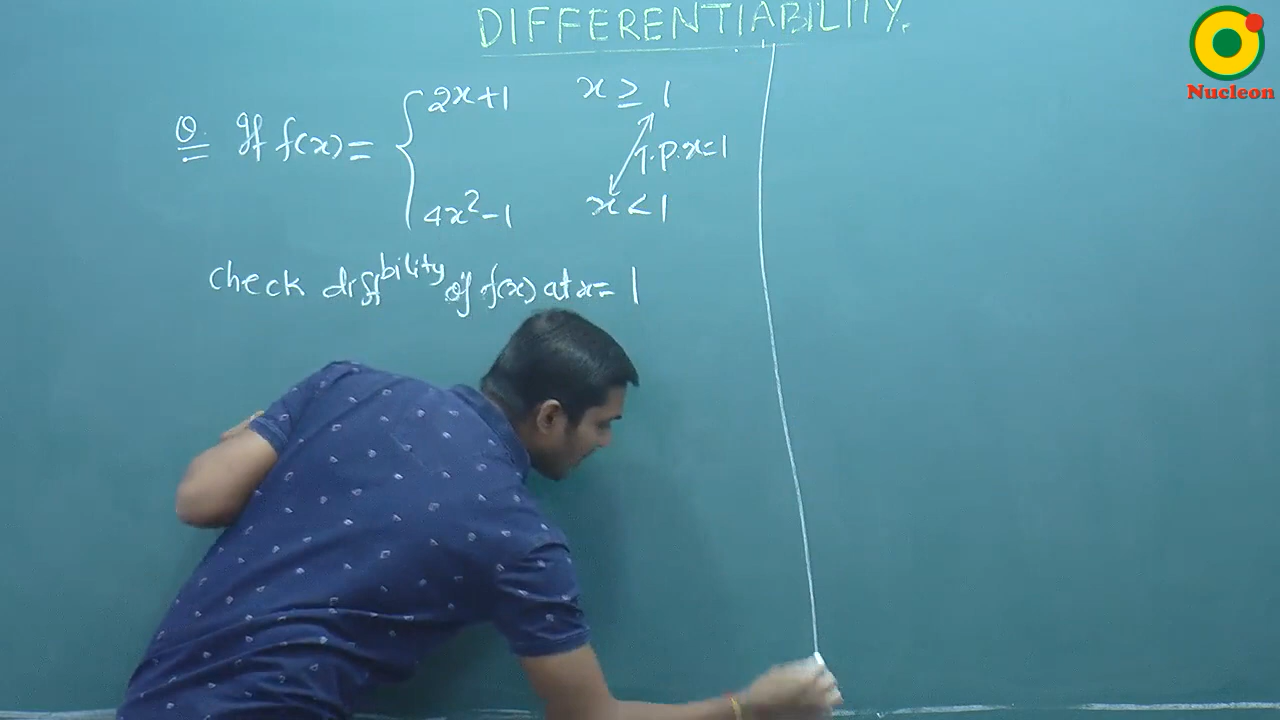 DIFFERENTIABILITY.
Nucleon
Q. If f(x) = { 2x+1 x ≥ 1
T.P. x=1
4x²-1 x < 1
check diffbility of f(x) at x = 1